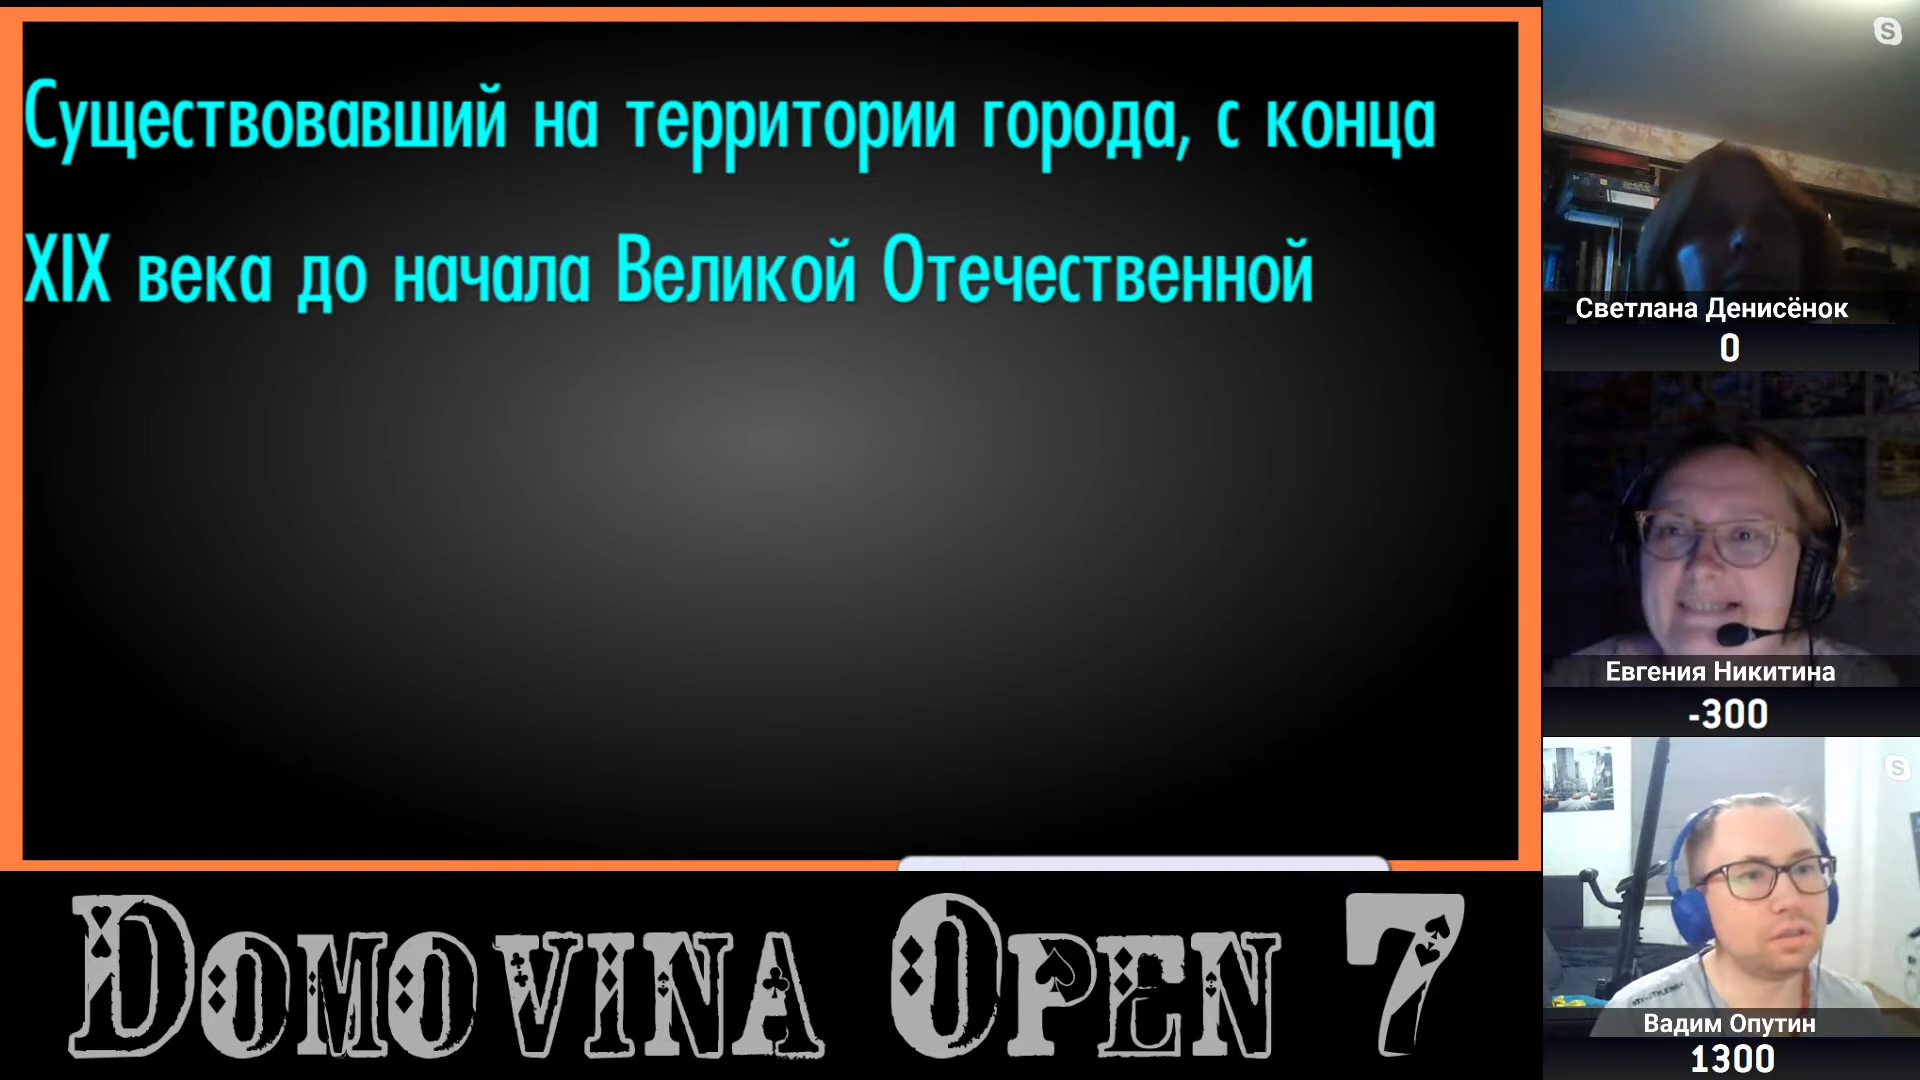 Существовавший на территории города, с конца
XIX века до начала Великой Отечественной
Светлана Денисёнок
0
Евгения Никитина
-300
Вадим Опутин
1300
Domovina Open 7